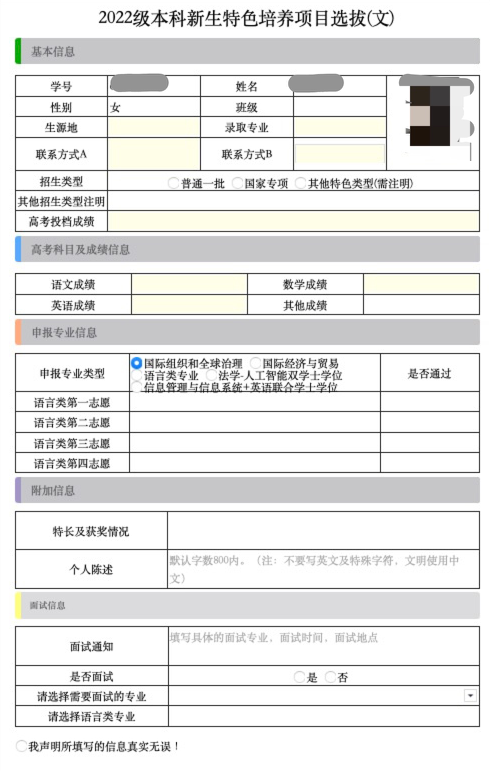 2022级本科新生特色培养项目选拔(文)
基本信息
学号 姓名
性别 女 班级
生源地 录取专业
联系方式A 联系方式B
招生类型 普通一批 国家专项 其他特色类型(需注明)
其他招生类型注明
高考投档成绩
高考科目及成绩信息
语文成绩 数学成绩
英语成绩 其他成绩
申报专业信息
申报专业类型 国际组织和全球治理 国际经济与贸易 是否通过
语言类专业 法学-人工智能双学士学位
信息管理与信息系统+英语联合学士学位
语言类第一志愿
语言类第二志愿
语言类第三志愿
语言类第四志愿
附加信息
特长及获奖情况
个人陈述 默认字数800内。(注：不要写英文及特殊字符，文明使用中
文)
面试信息
面试通知 填写具体的面试专业，面试时间，面试地点
是否面试 是 否
请选择需要面试的专业
请选择语言类专业
我声明所填写的信息真实无误！